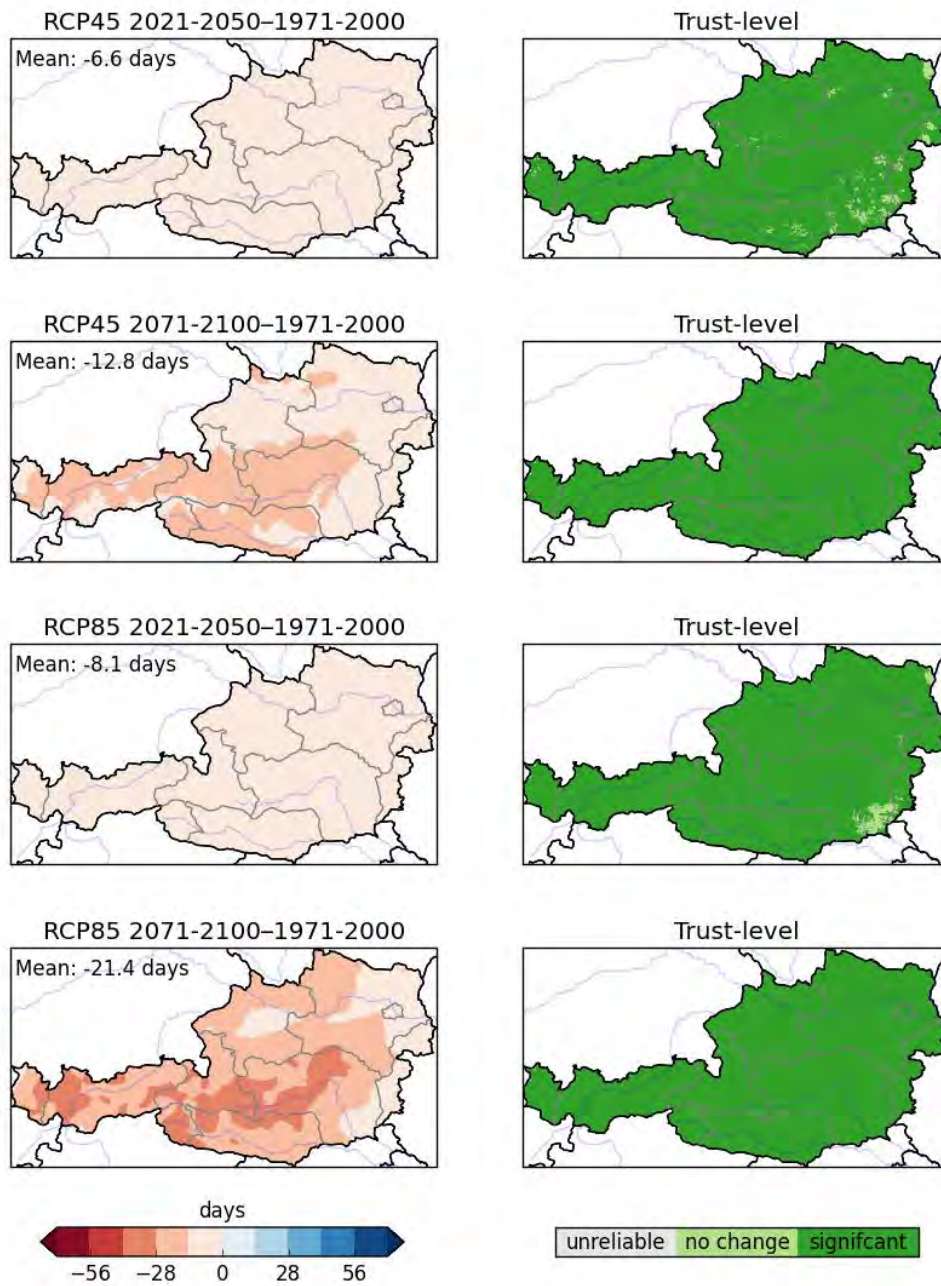 RCP45 2021-2050–1971-2000
Trust-level
Mean: -6.6 days
RCP45 2071-2100–1971-2000
Trust-level
Mean: -12.8 days
RCP85 2021-2050–1971-2000
Trust-level
Mean: -8.1 days
RCP85 2071-2100–1971-2000
Trust-level
Mean: -21.4 days
days
−56 −28 0 28 56
unreliable no change signifcant